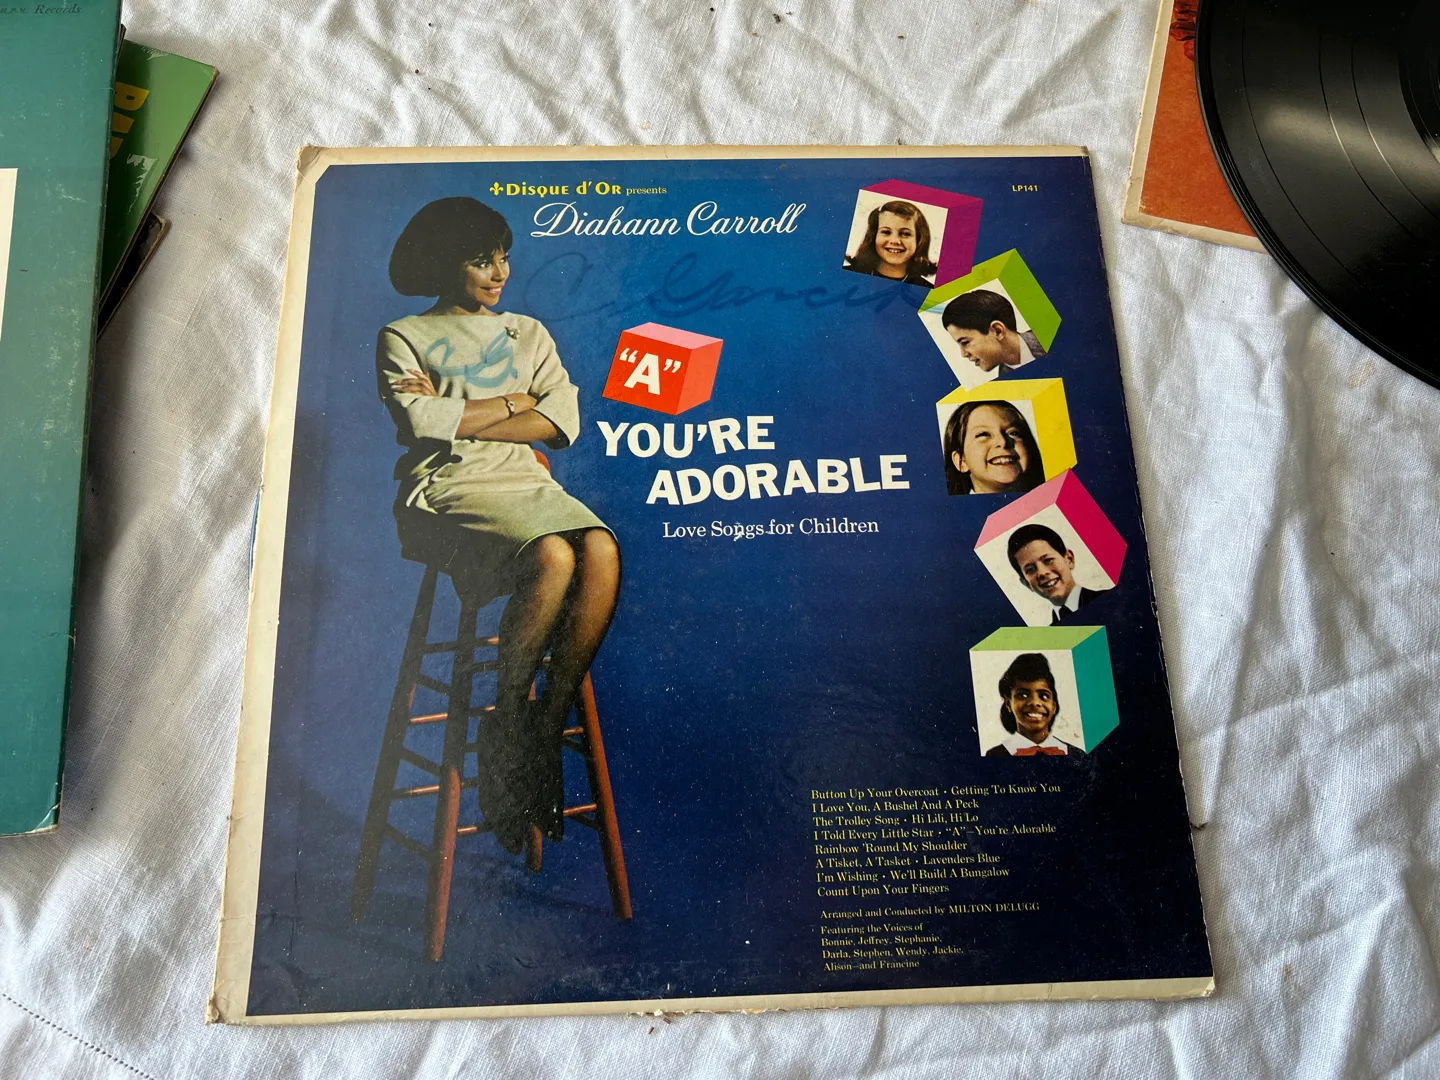 Records
Disque d'Or presents
LP141
Diahann Carroll
C. Garcia
C.G.
"A"
YOU'RE
ADORABLE
Love Songs for Children
Button Up Your Overcoat • Getting To Know You
I Love You, A Bushel And A Peck
The Trolley Song • Hi Lili, Hi Lo
I Told Every Little Star • "A"—You're Adorable
Rainbow 'Round My Shoulder
A Tisket, A Tasket • Lavenders Blue
I'm Wishing • We'll Build A Bungalow
Count Upon Your Fingers
Arranged and Conducted by MILTON DELUGG
Featuring the Voices of
Bonnie, Jeffrey, Stephanie,
Darla, Stephen, Wendy, Jackie,
Alison—and Francine